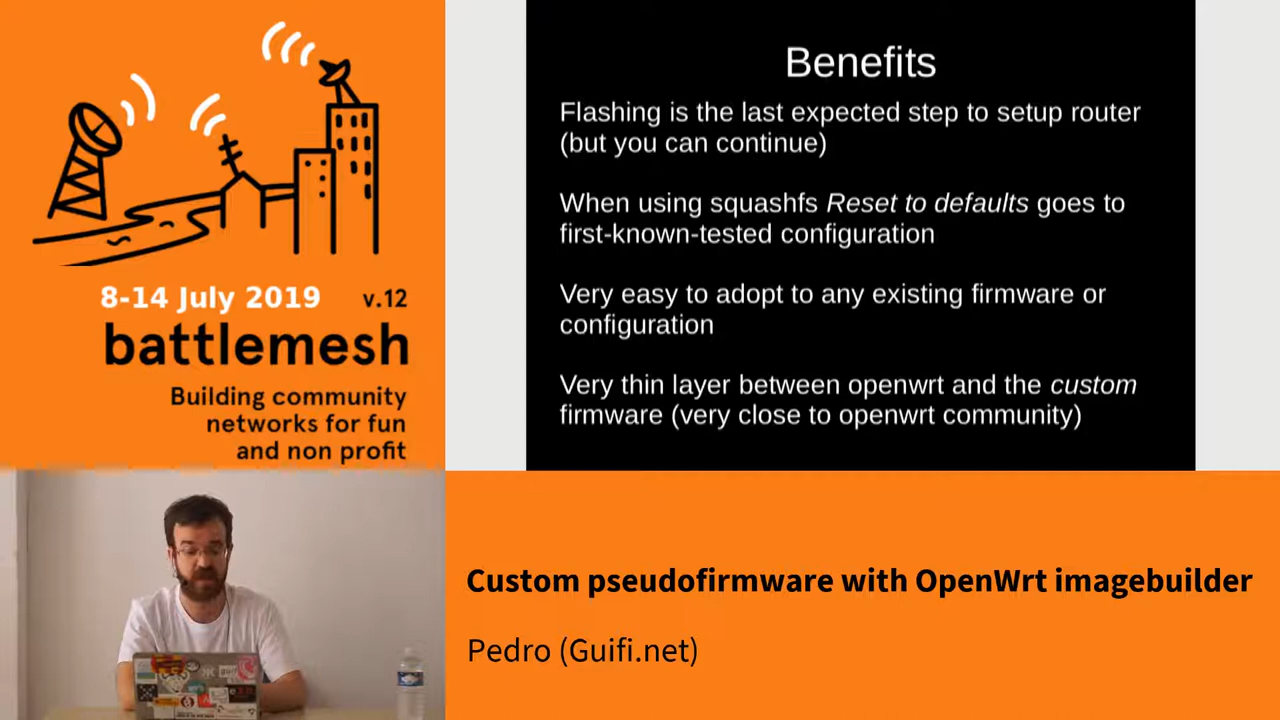 8-14 July 2019 v.12
battlemesh
Building community
networks for fun
and non profit
Benefits
Flashing is the last expected step to setup router
(but you can continue)
When using squashfs Reset to defaults goes to
first-known-tested configuration
Very easy to adopt to any existing firmware or
configuration
Very thin layer between openwrt and the custom
firmware (very close to openwrt community)
Custom pseudofirmware with OpenWrt imagebuilder
Pedro (Guifi.net)